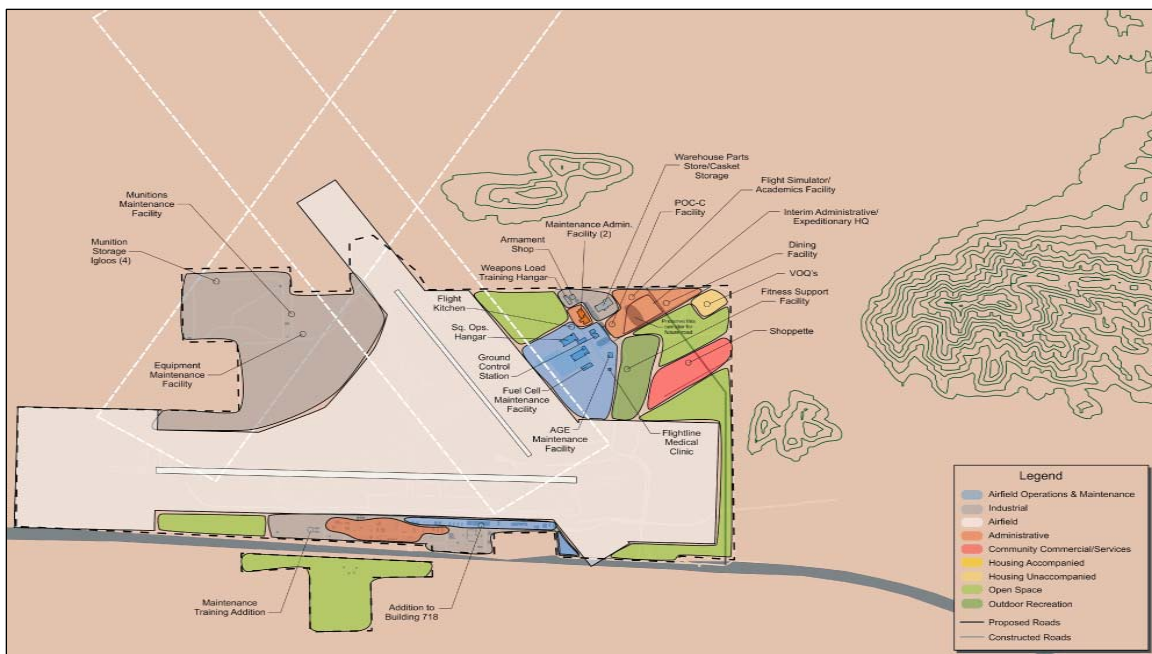 Warehouse Parts
Store/Casket
Storage
Flight Simulator/
Academics Facility
POC-C
Facility
Interim Administrative/
Expeditionary HQ
Maintenance Admin.
Facility (2)
Armament
Shop
Weapons Load
Training Hangar
Dining
Facility
VOQ's
Fitness Support
Facility
Shoppette
Munitions
Maintenance
Facility
Munition
Storage
Igloos (4)
Equipment
Maintenance
Facility
Flight
Kitchen
Sq. Ops.
Hangar
Ground
Control
Station
Fuel Cell
Maintenance
Facility
AGE
Maintenance
Facility
Flightline
Medical
Clinic
Maintenance
Training Addition
Addition to
Building 718
Legend
Airfield Operations & Maintenance
Industrial
Airfield
Administrative
Community Commercial/Services
Housing Accompanied
Housing Unaccompanied
Open Space
Outdoor Recreation
Proposed Roads
Constructed Roads